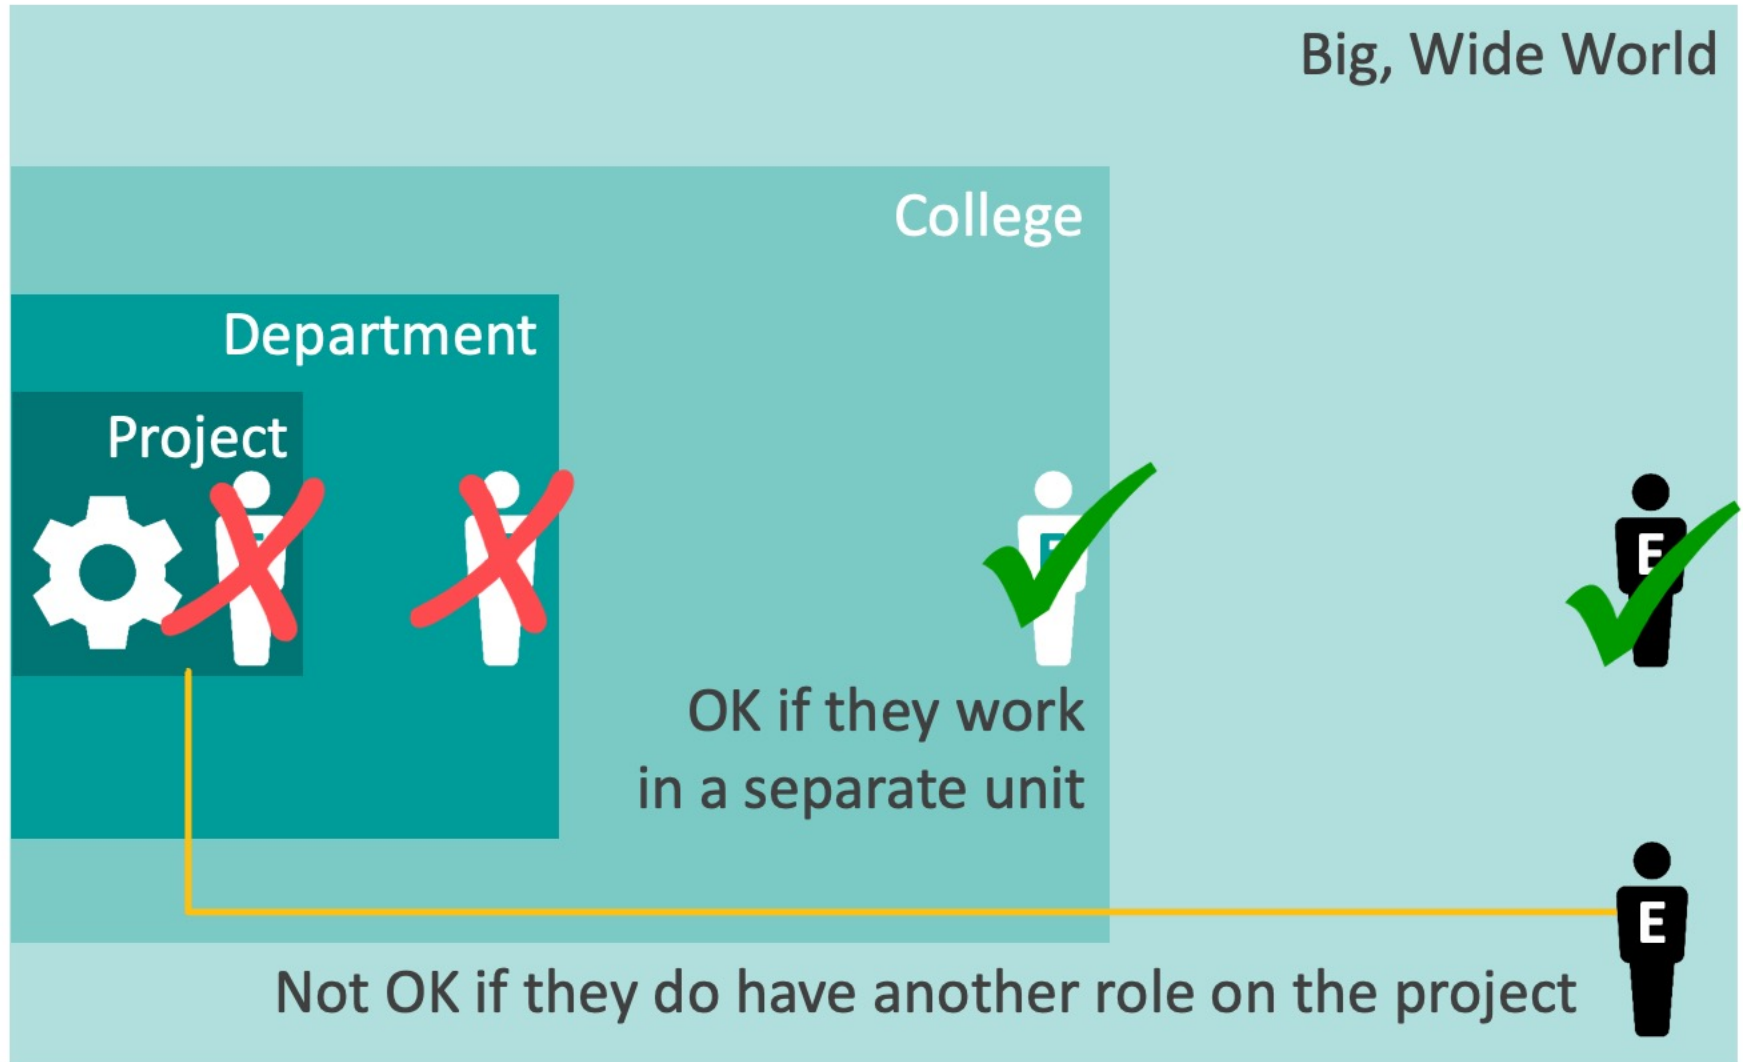 Big, Wide World
College
Department
Project
E
E
OK if they work
in a separate unit
E
Not OK if they do have another role on the project